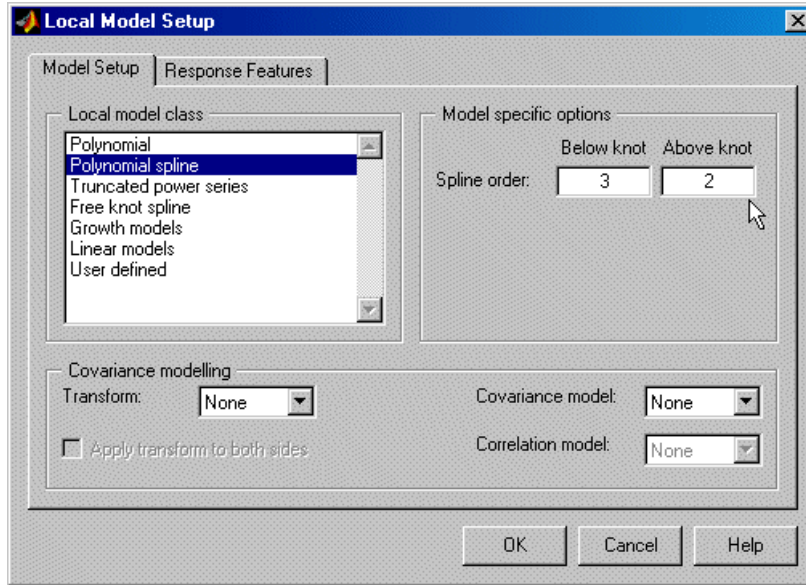 Local Model Setup
Model Setup
Response Features
Local model class
Polynomial
Polynomial spline
Truncated power series
Free knot spline
Growth models
Linear models
User defined
Model specific options
Below knot Above knot
Spline order: 3 2
Covariance modelling
Transform: None
Apply transform to both sides
Covariance model: None
Correlation model: None
OK
Cancel
Help